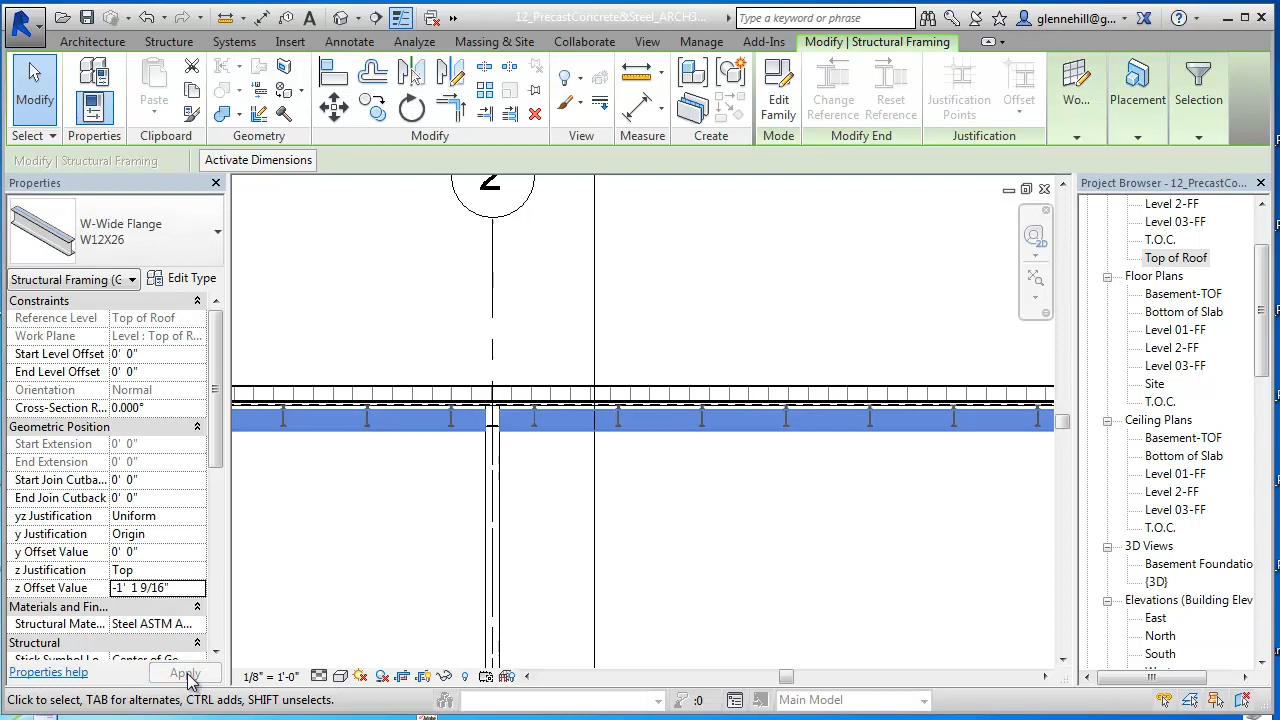 12_PrecastConcrete&Steel_ARCH3...
Type a keyword or phrase
glennehill@g...
Architecture Structure Systems Insert Annotate Analyze Massing & Site Collaborate View Manage Add-Ins Modify | Structural Framing
Modify
Paste
Edit Family
Change Reference
Reset Reference
Justification Points
Offset
Wo...
Placement
Selection
Select Properties Clipboard Geometry Modify View Measure Create Mode Modify End Justification
Modify | Structural Framing Activate Dimensions
Properties
W-Wide Flange
W12X26
Structural Framing (G Edit Type
Constraints
Reference Level Top of Roof
Work Plane Level : Top of R...
Start Level Offset 0' 0"
End Level Offset 0' 0"
Orientation Normal
Cross-Section R... 0.000°
Geometric Position
Start Extension 0' 0"
End Extension 0' 0"
Start Join Cutba... 0' 0"
End Join Cutback 0' 0"
yz Justification Uniform
y Justification Origin
y Offset Value 0' 0"
z Justification Top
z Offset Value -1' 1 9/16"
Materials and Fin...
Structural Mate... Steel ASTM A...
Structural
Properties help Apply
2
2D
1/8" = 1'-0"
Project Browser - 12_PrecastCo...
Level 2-FF
Level 03-FF
T.O.C.
Top of Roof
Floor Plans
Basement-TOF
Bottom of Slab
Level 01-FF
Level 2-FF
Level 03-FF
Site
T.O.C.
Ceiling Plans
Basement-TOF
Bottom of Slab
Level 01-FF
Level 2-FF
Level 03-FF
T.O.C.
3D Views
Basement Foundatio
{3D}
Elevations (Building Elev
East
North
South
Click to select, TAB for alternates, CTRL adds, SHIFT unselects.
:0
Main Model